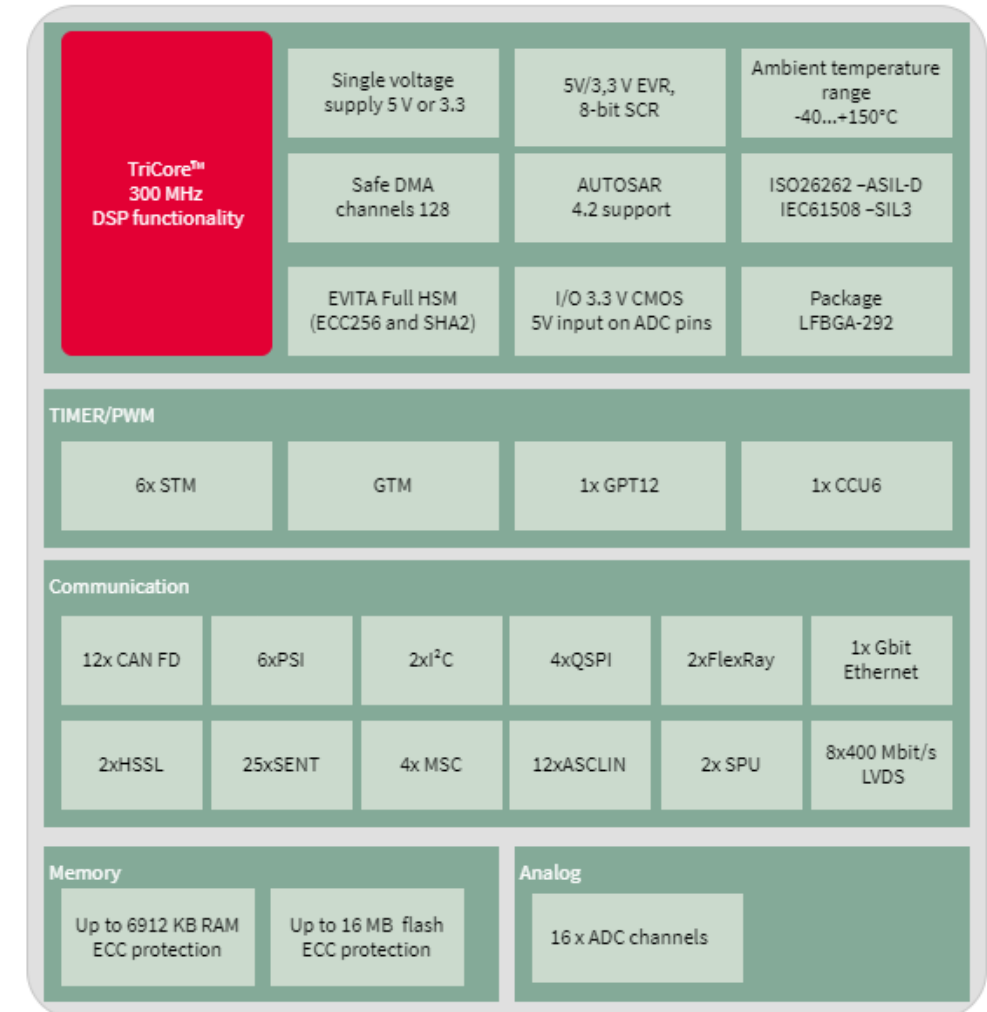 TriCore™
300 MHz
DSP functionality
Single voltage
supply 5 V or 3.3
5V/3,3 V EVR,
8-bit SCR
Ambient temperature
range
-40...+150°C
Safe DMA
channels 128
AUTOSAR
4.2 support
ISO26262 –ASIL-D
IEC61508 –SIL3
EVITA Full HSM
(ECC256 and SHA2)
I/O 3.3 V CMOS
5V input on ADC pins
Package
LFBGA-292
TIMER/PWM
6x STM
GTM
1x GPT12
1x CCU6
Communication
12x CAN FD
6xPSI
2xI²C
4xQSPI
2xFlexRay
1x Gbit
Ethernet
2xHSSL
25xSENT
4x MSC
12xASCLIN
2x SPU
8x400 Mbit/s
LVDS
Memory
Up to 6912 KB RAM
ECC protection
Up to 16 MB flash
ECC protection
Analog
16 x ADC channels